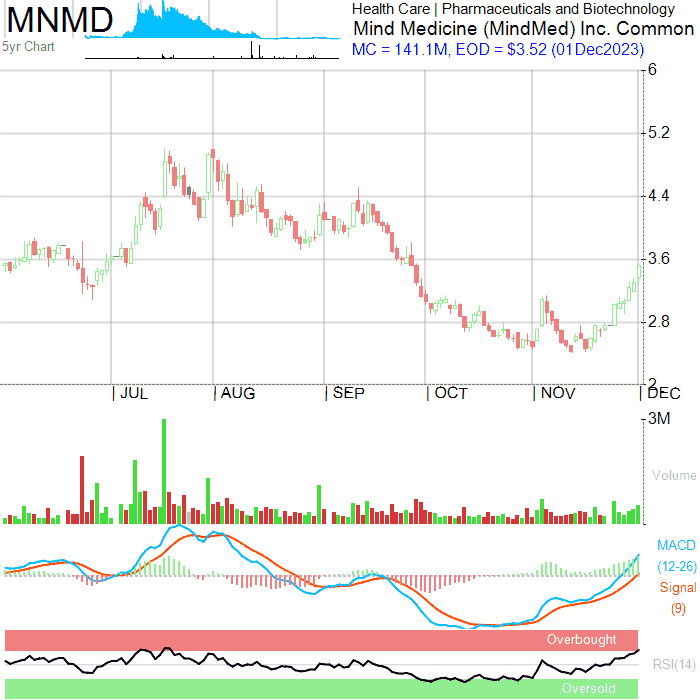 MNMD
5yr Chart
Health Care | Pharmaceuticals and Biotechnology
Mind Medicine (MindMed) Inc. Common
MC = 141.1M, EOD = $3.52 (01Dec2023)
6
5.2
4.4
3.6
2.8
2
JUL AUG SEP OCT NOV DEC
3M
Volume
MACD
(12-26)
Signal
(9)
Overbought
RSI(14)
Oversold